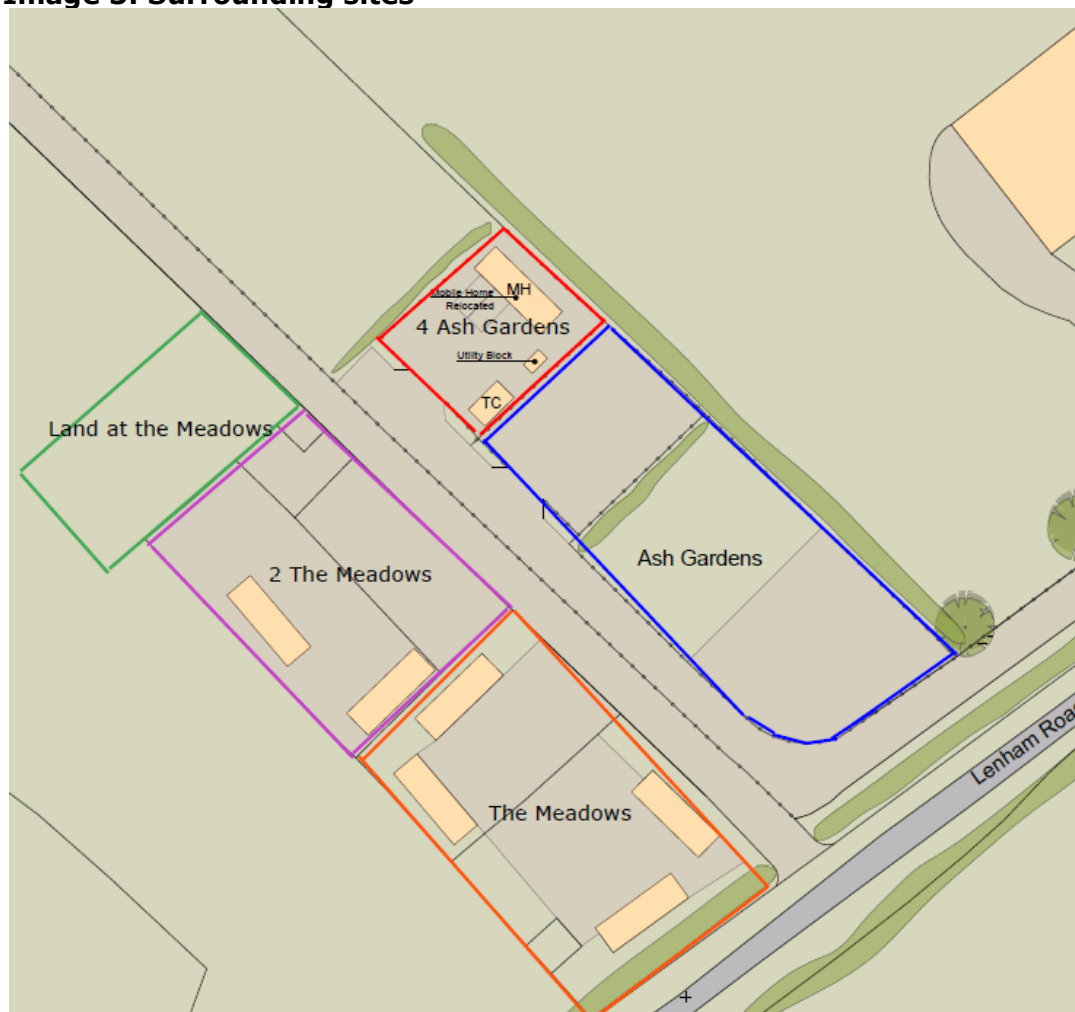 Image 3: Surrounding sites
MH
Mobile Home
Relocated
4 Ash Gardens
Utility Block
TC
Land at the Meadows
Ash Gardens
2 The Meadows
The Meadows
Lenham Road